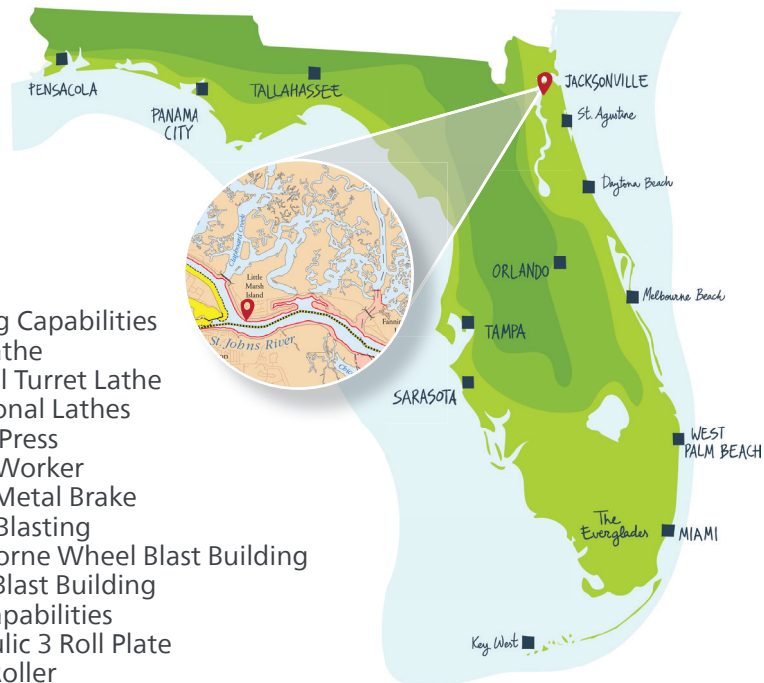 JACKSONVILLE
PENSACOLA
TALLAHASSEE
PANAMA
CITY
St. Agustine
Daytona Beach
Little
Marsh
Island
St. Johns River
ORLANDO
Melbourne Beach
TAMPA
SARASOTA
WEST
PALM BEACH
The
Everglades
MIAMI
Key West
g Capabilities
athe
l Turret Lathe
onal Lathes
Press
Worker
Metal Brake
Blasting
orne Wheel Blast Building
Blast Building
apabilities
ulic 3 Roll Plate
Roller